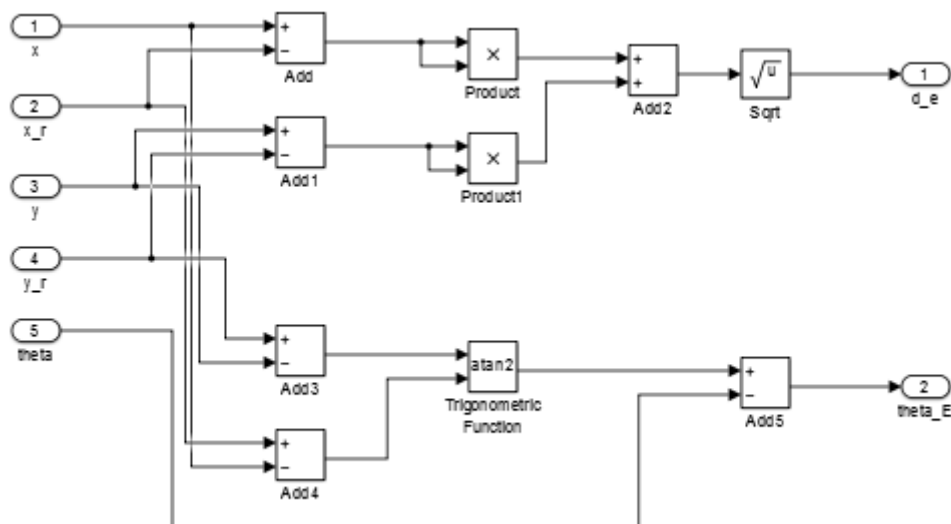 1
x
+
−
Add
×
Product
+
+
Add2
√u
Sqrt
1
d_e
2
x_r
+
−
Add1
×
Product1
3
y
4
y_r
5
theta
+
−
Add3
atan2
Trigonometric
Function
+
−
Add4
+
−
Add5
2
theta_E